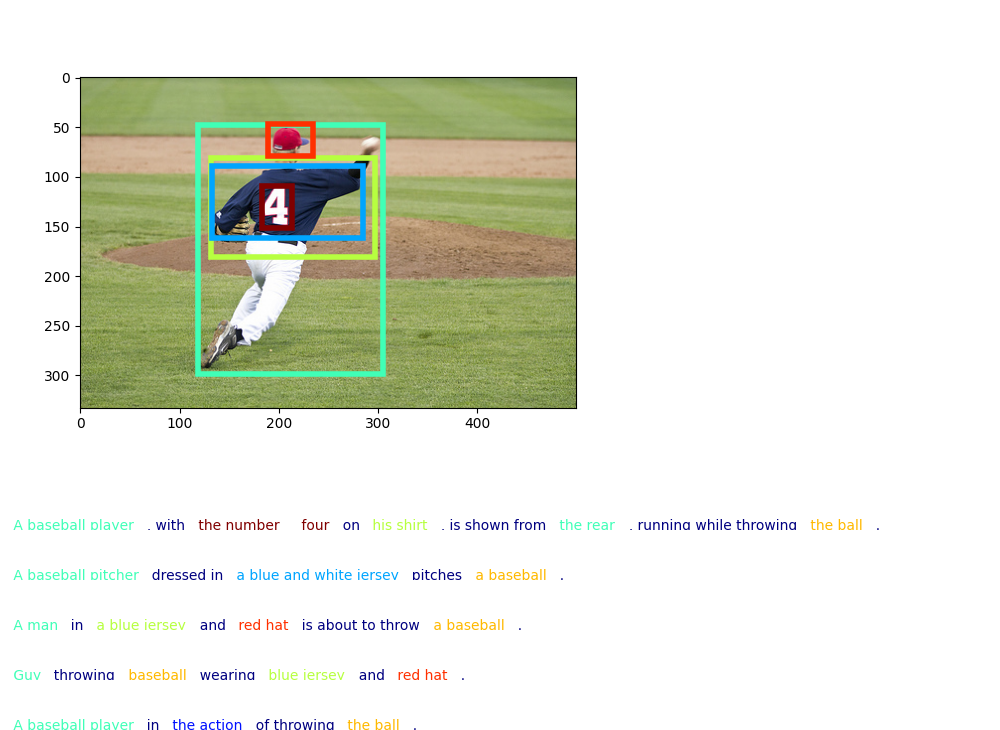 0
50
100
150
200
250
300
0 100 200 300 400
4
A baseball player , with the number four on his shirt , is shown from the rear , running while throwing the ball .
A baseball pitcher dressed in a blue and white jersey pitches a baseball .
A man in a blue jersey and red hat is about to throw a baseball .
Guy throwing baseball wearing blue jersey and red hat .
A baseball player in the action of throwing the ball .